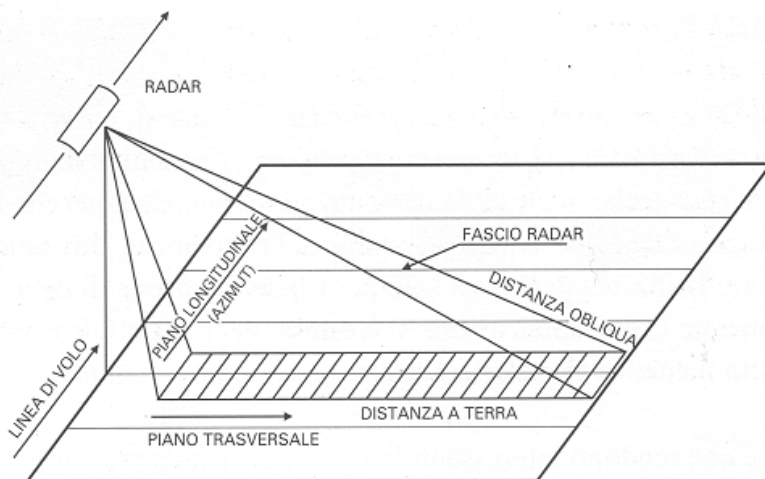 RADAR
FASCIO RADAR
PIANO LONGITUDINALE
(AZIMUT)
DISTANZA OBLIQUA
LINEA DI VOLO
DISTANZA A TERRA
PIANO TRASVERSALE